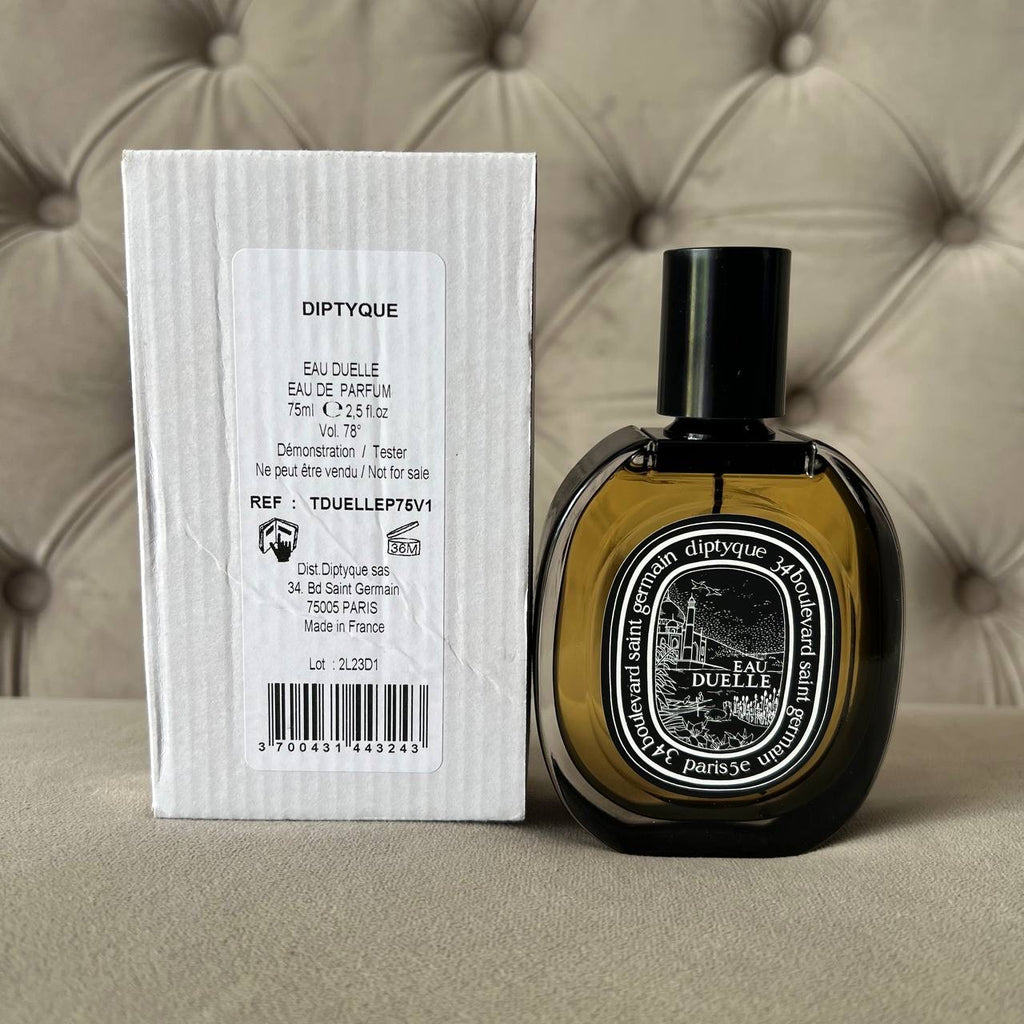 DIPTYQUE
EAU DUELLE
EAU DE PARFUM
75ml ℮ 2,5 fl.oz
Vol. 78°
Démonstration / Tester
Ne peut être vendu / Not for sale
REF : TDUELLEP75V1
36M
Dist.Diptyque sas
34. Bd Saint Germain
75005 PARIS
Made in France
Lot : 2L23D1
3 700431 443243
diptyque 34 boulevard saint germain paris5e 34 boulevard saint germain
EAU
DUELLE